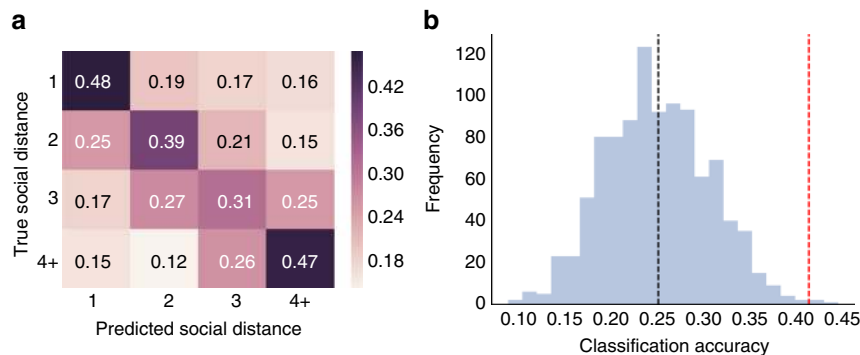 a
True social distance
1 0.48 0.19 0.17 0.16
2 0.25 0.39 0.21 0.15
3 0.17 0.27 0.31 0.25
4+ 0.15 0.12 0.26 0.47
1 2 3 4+
Predicted social distance
0.42
0.36
0.30
0.24
0.18
b
Frequency
120
100
80
60
40
20
0
0.10 0.15 0.20 0.25 0.30 0.35 0.40 0.45
Classification accuracy